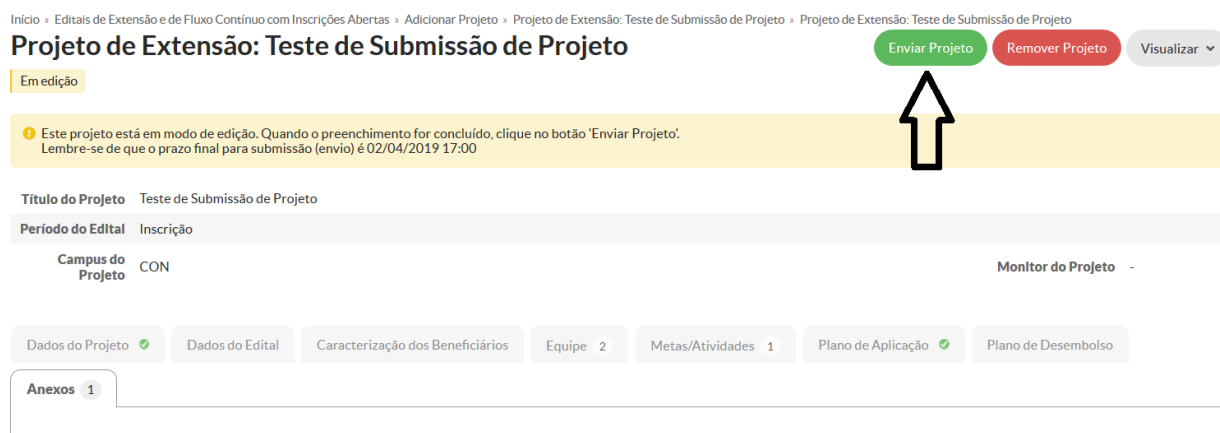 Início » Editais de Extensão e de Fluxo Contínuo com Inscrições Abertas » Adicionar Projeto » Projeto de Extensão: Teste de Submissão de Projeto » Projeto de Extensão: Teste de Submissão de Projeto
Projeto de Extensão: Teste de Submissão de Projeto
Enviar Projeto Remover Projeto Visualizar
Em edição
Este projeto está em modo de edição. Quando o preenchimento for concluído, clique no botão 'Enviar Projeto'.
Lembre-se de que o prazo final para submissão (envio) é 02/04/2019 17:00
Título do Projeto Teste de Submissão de Projeto
Período do Edital Inscrição
Campus do
Projeto CON
Monitor do Projeto -
Dados do Projeto Dados do Edital Caracterização dos Beneficiários Equipe 2 Metas/Atividades 1 Plano de Aplicação Plano de Desembolso
Anexos 1